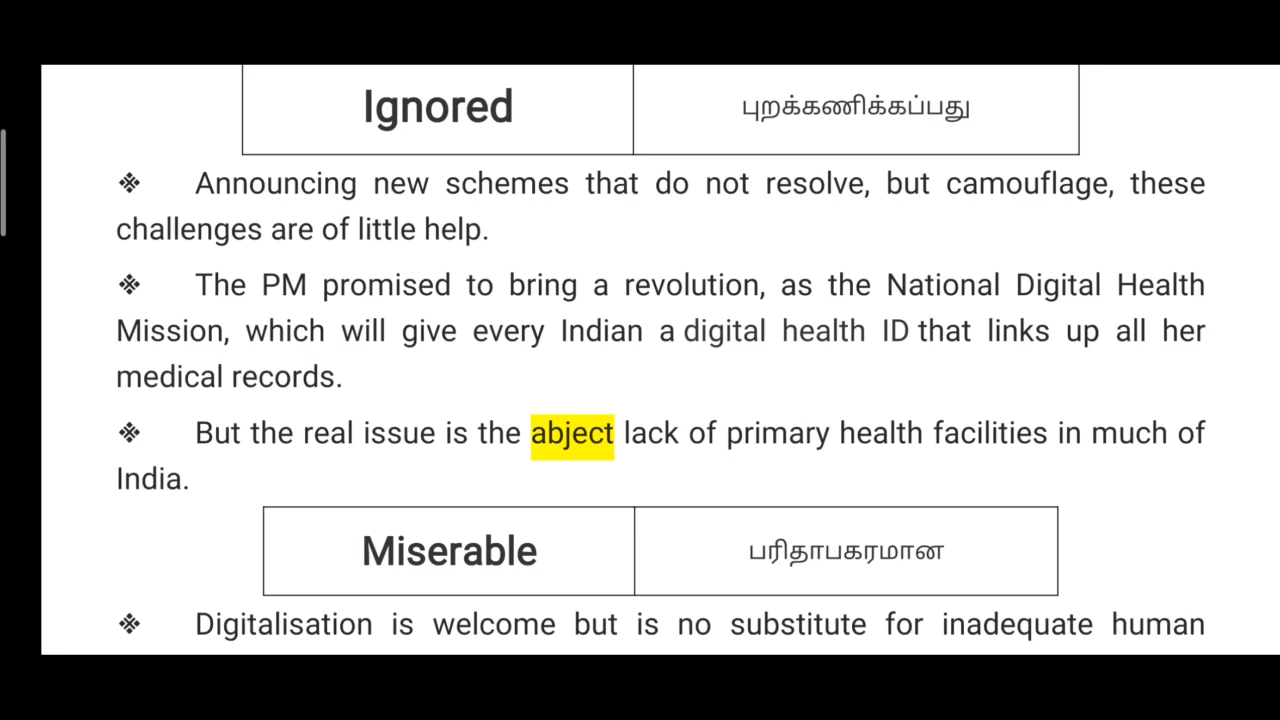 Ignored புறக்கணிக்கப்பது
❖ Announcing new schemes that do not resolve, but camouflage, these
challenges are of little help.
❖ The PM promised to bring a revolution, as the National Digital Health
Mission, which will give every Indian a digital health ID that links up all her
medical records.
❖ But the real issue is the abject lack of primary health facilities in much of
India.
Miserable பரிதாபகரமான
❖ Digitalisation is welcome but is no substitute for inadequate human